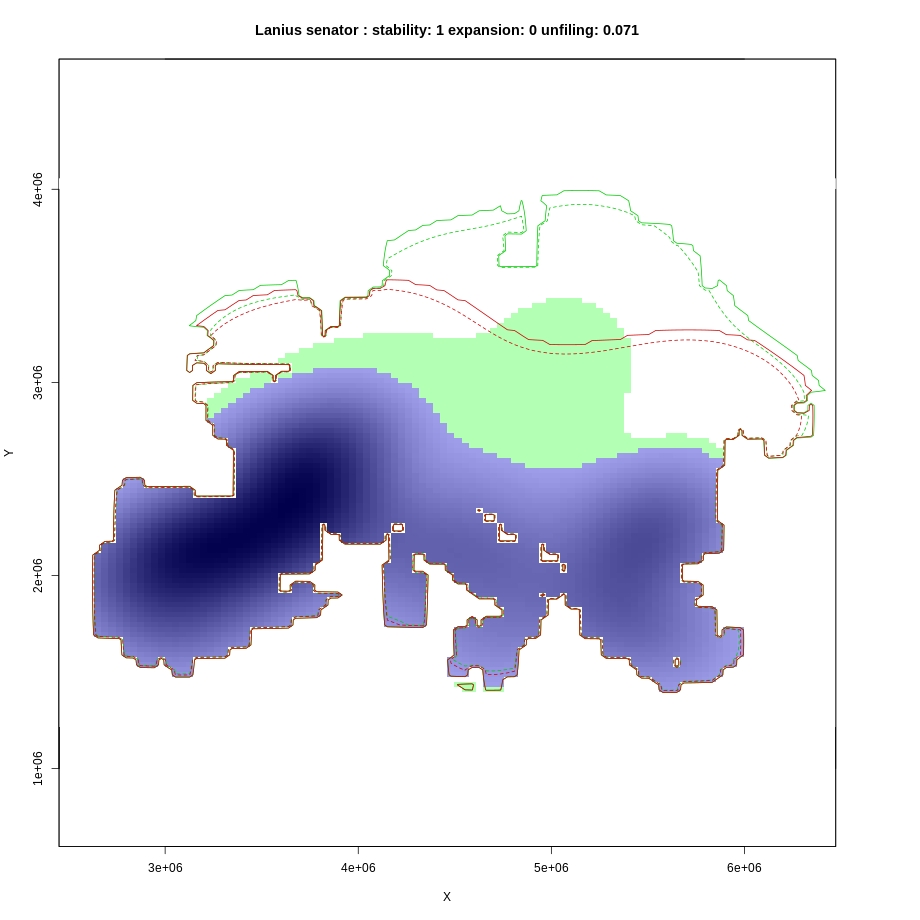 Lanius senator : stability: 1 expansion: 0 unfiling: 0.071
4e+06
3e+06
Y
2e+06
1e+06
3e+06 4e+06 5e+06 6e+06
X